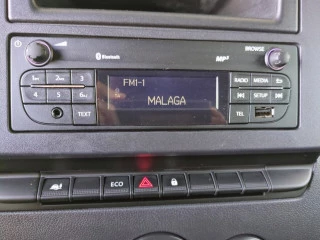 Bluetooth
MP3
BROWSE
FM1-1
MALAGA
1 2 3
4 5 6
TEXT
RADIO MEDIA
SETUP
TEL
ECO